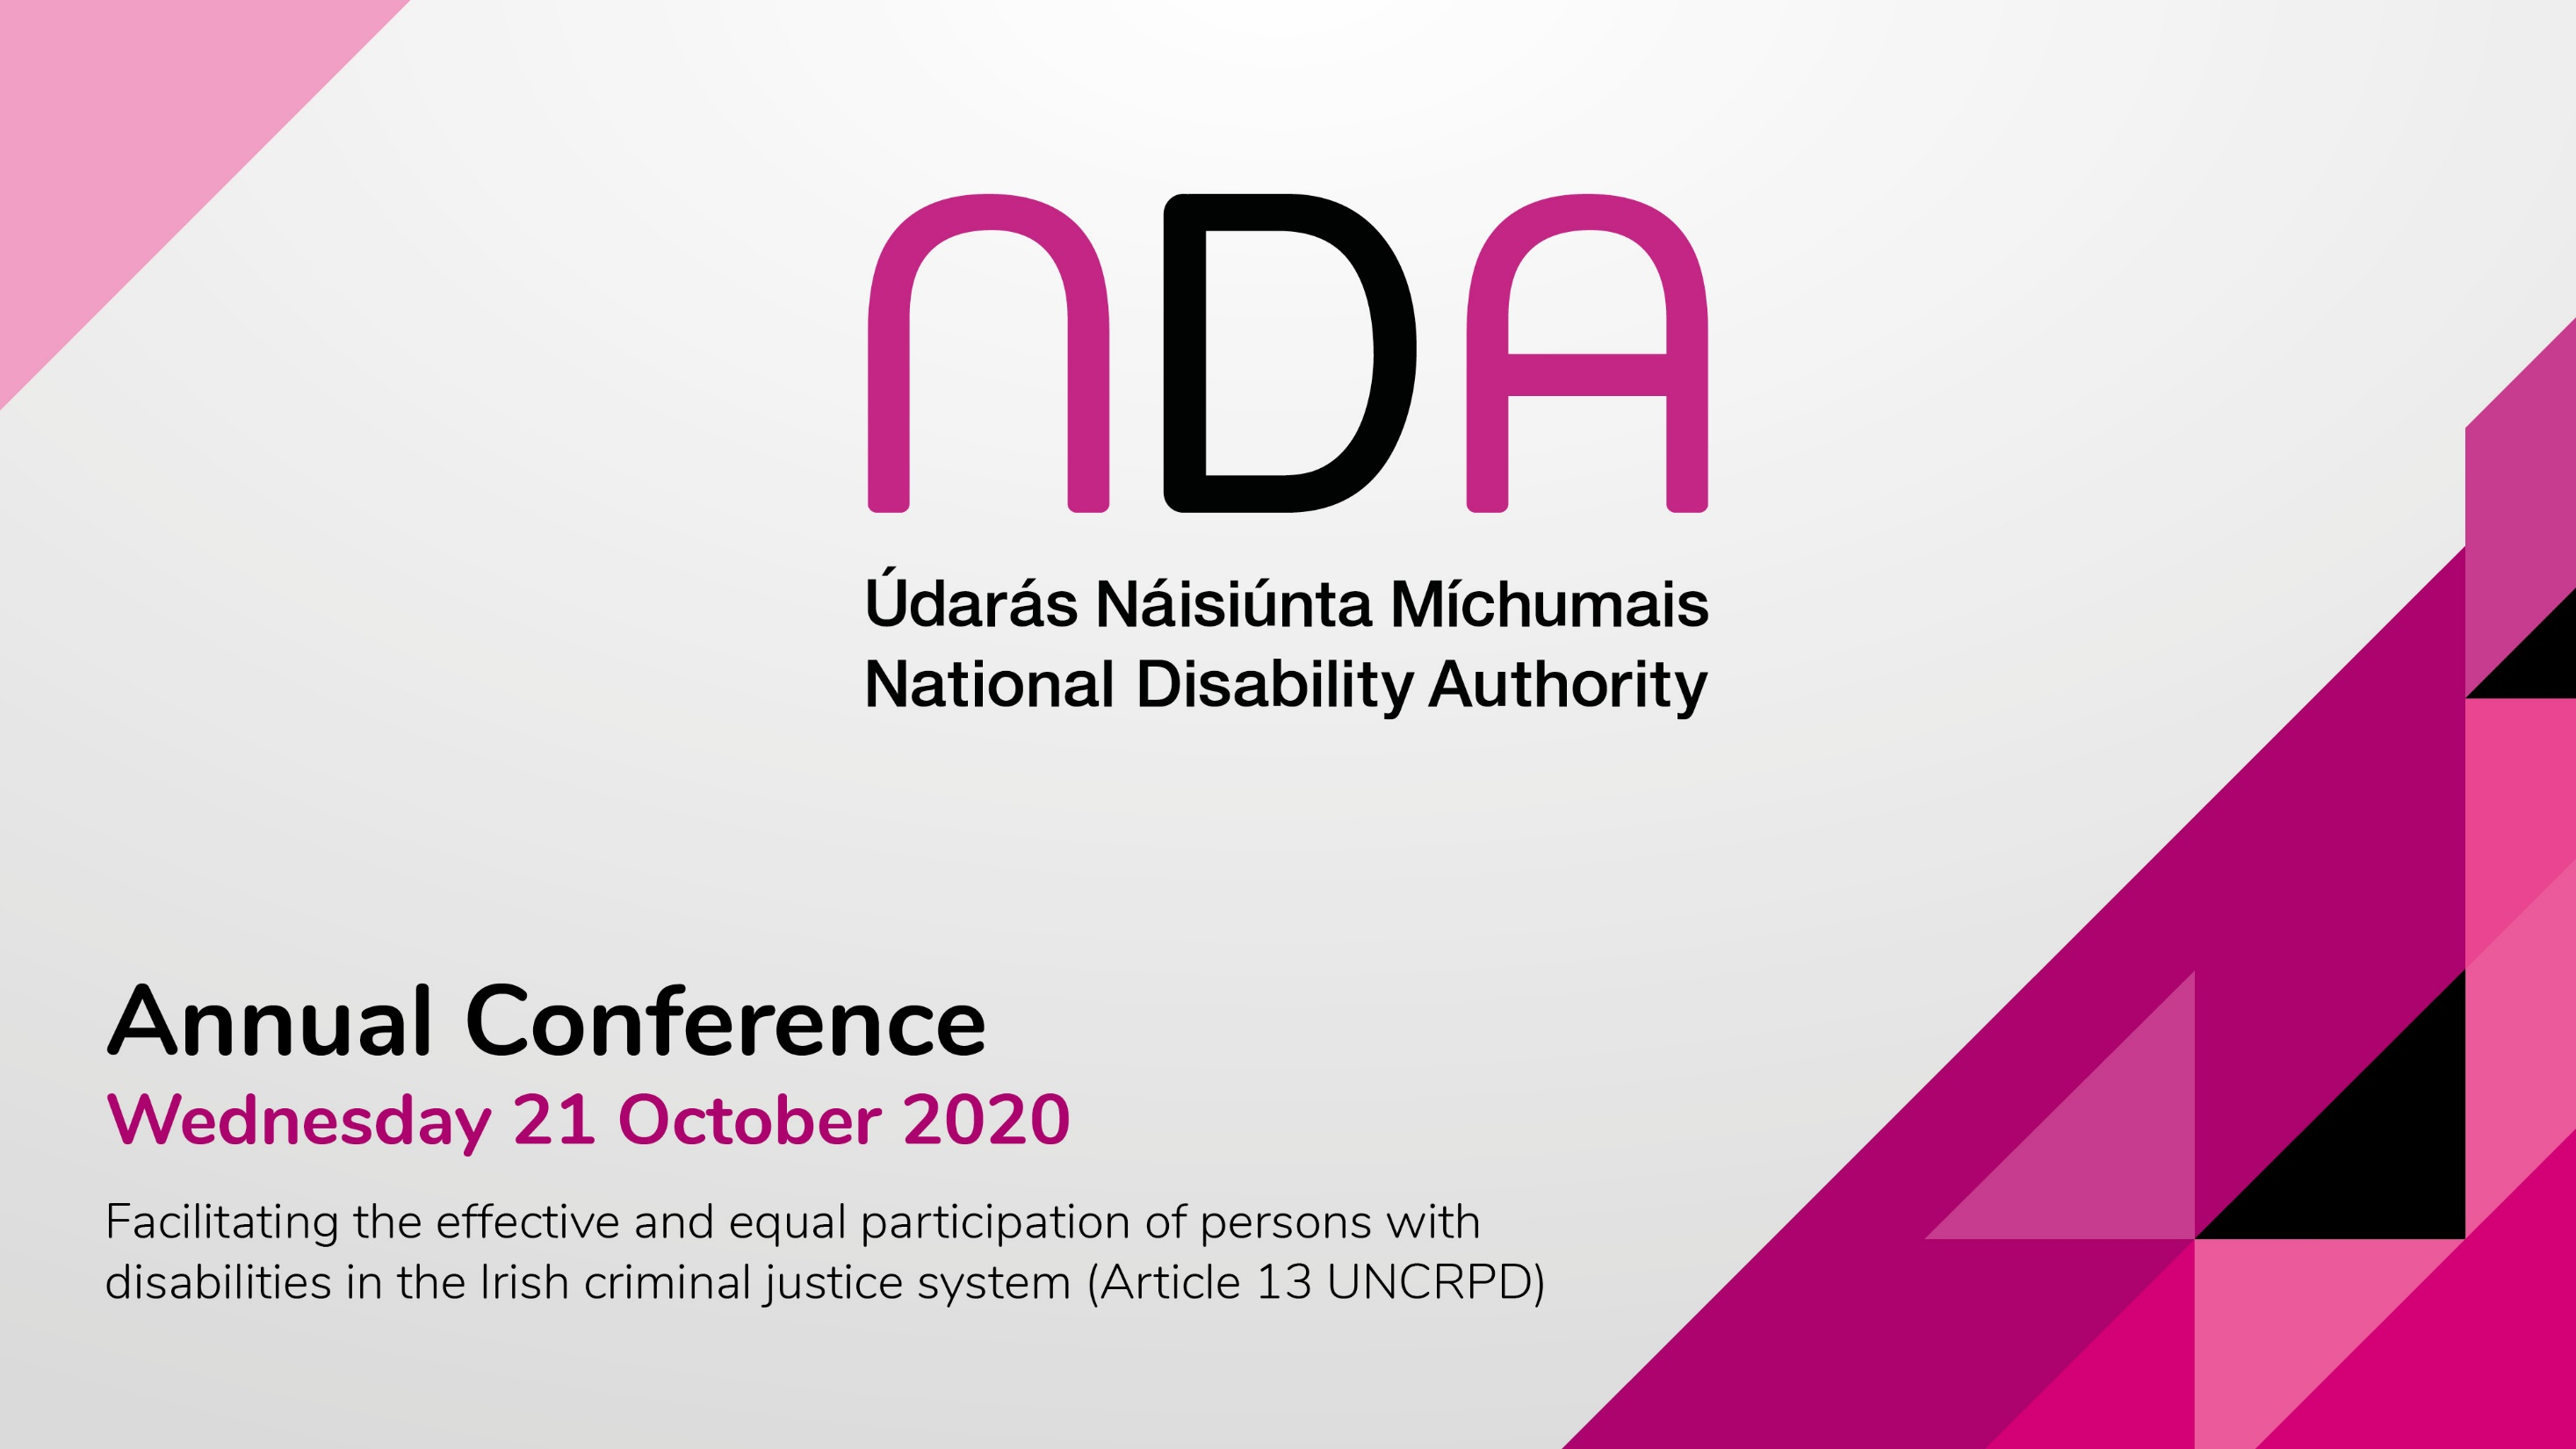 NDA
Údarás Náisiúnta Míchumais
National Disability Authority
Annual Conference
Wednesday 21 October 2020
Facilitating the effective and equal participation of persons with
disabilities in the Irish criminal justice system (Article 13 UNCRPD)